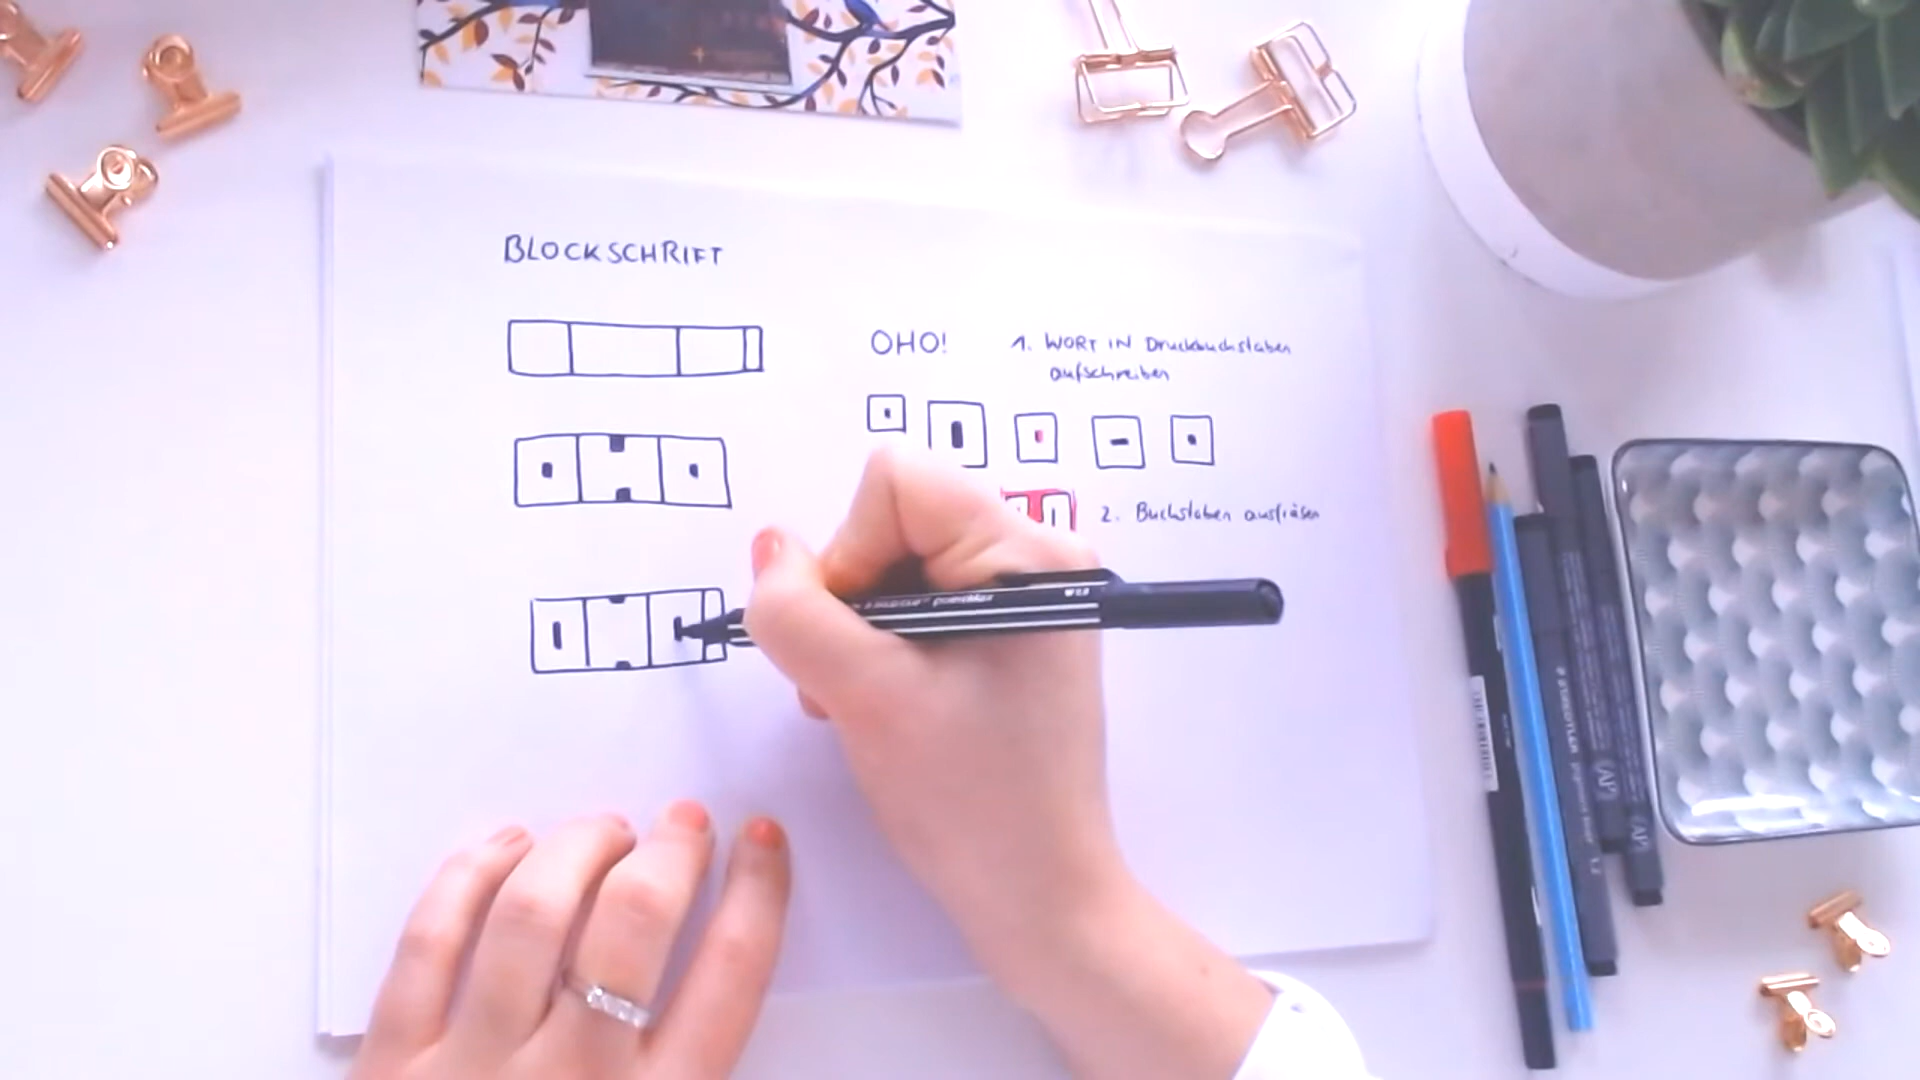 BLOCKSCHRIFT
OHO!
1. WORT IN Druckbuchstaben
aufschreiben
2. Buchstaben ausfräsen